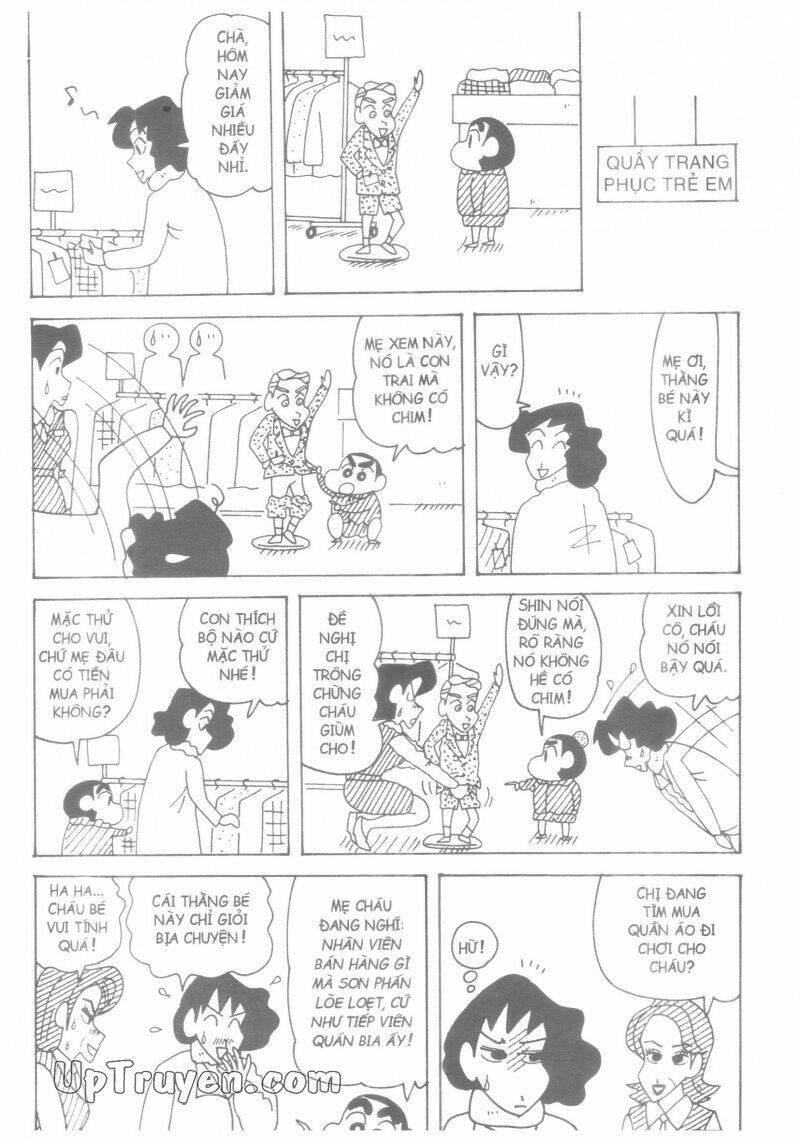 QUẦY TRANG
PHỤC TRẺ EM
CHÀ,
HÔM
NAY
GIẢM
GIÁ
NHIỀU
ĐẤY
NHỈ.
MẸ ƠI,
THẰNG
BÉ NÀY
KÌ
QUÁ!
GÌ
VẬY?
MẸ XEM NÀY,
NÓ LÀ CON
TRAI MÀ
KHÔNG CÓ
CHIM!
XIN LỖI
CÔ, CHÁU
NÓ NÓI
BẬY QUÁ.
SHIN NÓI
ĐÚNG MÀ,
RÕ RÀNG
NÓ KHÔNG
HỀ CÓ
CHIM!
ĐỀ
NGHỊ
CHỊ
TRÔNG
CHỪNG
CHÁU
GIÙM
CHO!
CON THÍCH
BỘ NÀO CỨ
MẶC THỬ
NHÉ!
MẶC THỬ
CHO VUI,
CHỨ MẸ ĐÂU
CÓ TIỀN
MUA PHẢI
KHÔNG?
CHỊ ĐANG
TÌM MUA
QUẦN ÁO ĐI
CHƠI CHO
CHÁU?
HỪ!
MẸ CHÁU
ĐANG NGHĨ:
NHÂN VIÊN
BÁN HÀNG GÌ
MÀ SON PHẤN
LÒE LOẸT, CỨ
NHƯ TIẾP VIÊN
QUÁN BIA ẤY!
CÁI THẰNG BÉ
NÀY CHỈ GIỎI
BỊA CHUYỆN!
HA HA...
CHÁU BÉ
VUI TÍNH
QUÁ!
UpTruyen.com